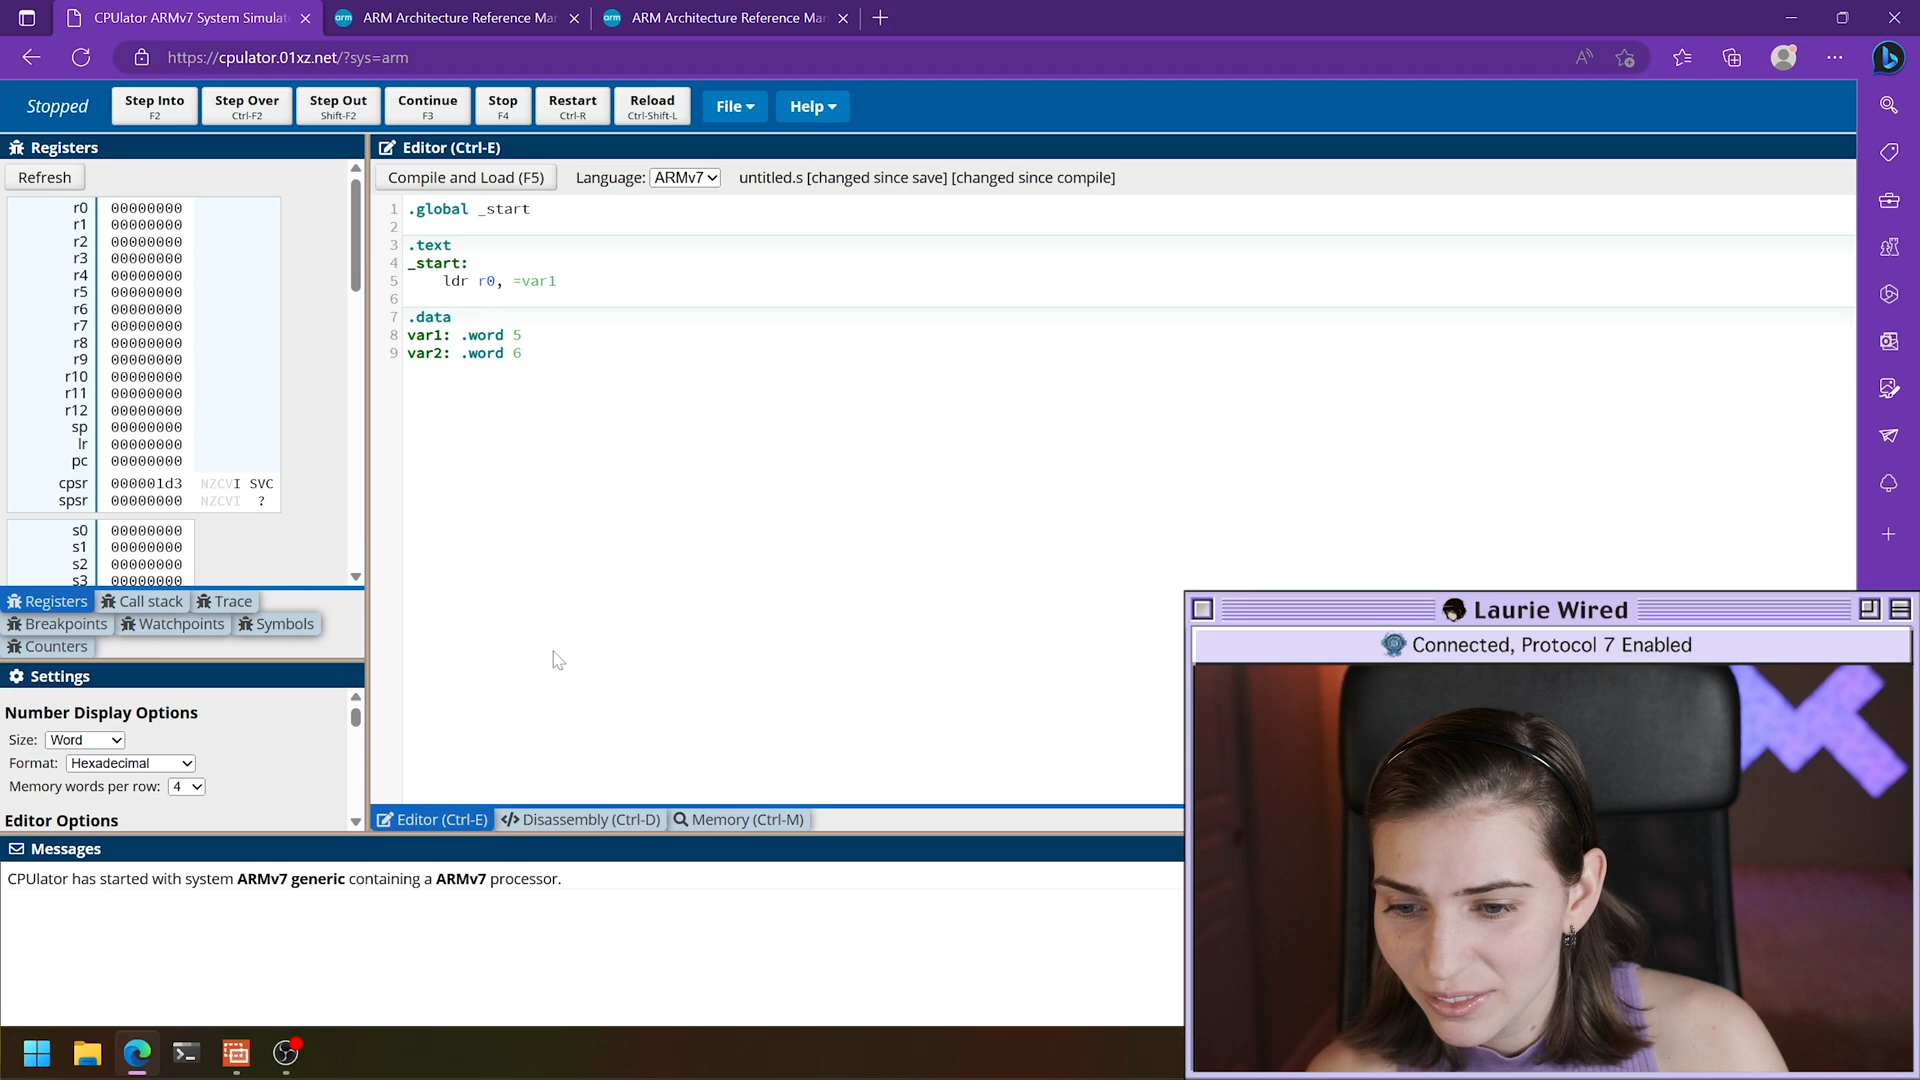 CPUlator ARMv7 System Simulat
ARM Architecture Reference Mar
ARM Architecture Reference Mar
https://cpulator.01xz.net/?sys=arm
Stopped
Step Into
F2
Step Over
Ctrl-F2
Step Out
Shift-F2
Continue
F3
Stop
F4
Restart
Ctrl-R
Reload
Ctrl-Shift-L
File
Help
Registers
Refresh
r0 00000000
r1 00000000
r2 00000000
r3 00000000
r4 00000000
r5 00000000
r6 00000000
r7 00000000
r8 00000000
r9 00000000
r10 00000000
r11 00000000
r12 00000000
sp 00000000
lr 00000000
pc 00000000
cpsr 000001d3 NZCVI SVC
spsr 00000000 NZCVI ?
s0 00000000
s1 00000000
s2 00000000
s3 00000000
Registers Call stack Trace
Breakpoints Watchpoints Symbols
Counters
Settings
Number Display Options
Size: Word
Format: Hexadecimal
Memory words per row: 4
Editor Options
Editor (Ctrl-E)
Compile and Load (F5) Language: ARMv7 untitled.s [changed since save] [changed since compile]
1 .global _start
2
3 .text
4 _start:
5 ldr r0, =var1
6
7 .data
8 var1: .word 5
9 var2: .word 6
Editor (Ctrl-E) Disassembly (Ctrl-D) Memory (Ctrl-M)
Messages
CPUlator has started with system ARMv7 generic containing a ARMv7 processor.
Laurie Wired
Connected, Protocol 7 Enabled